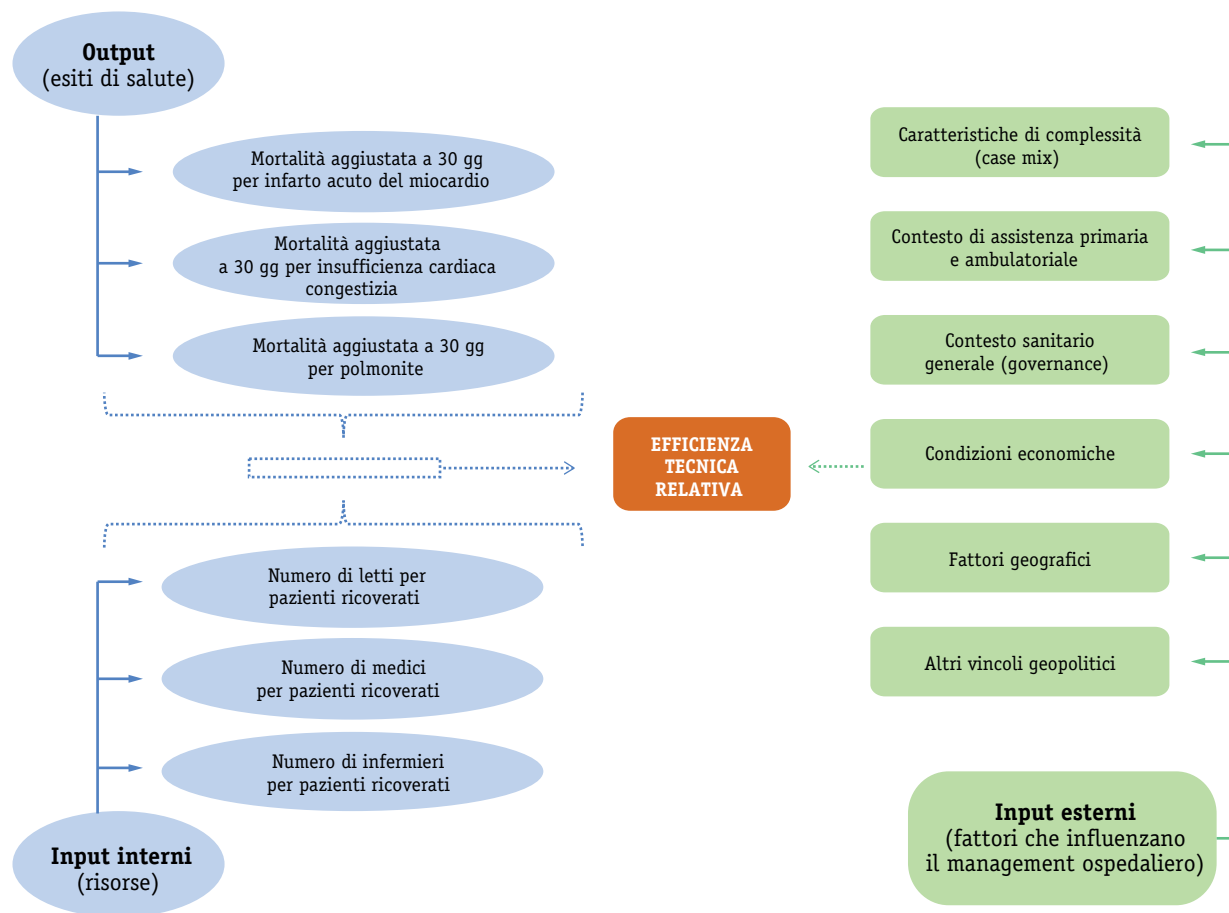 Output
(esiti di salute)
Mortalità aggiustata a 30 gg
per infarto acuto del miocardio
Mortalità aggiustata
a 30 gg per insufficienza cardiaca
congestizia
Mortalità aggiustata a 30 gg
per polmonite
EFFICIENZA
TECNICA
RELATIVA
Numero di letti per
pazienti ricoverati
Numero di medici
per pazienti ricoverati
Numero di infermieri
per pazienti ricoverati
Input interni
(risorse)
Caratteristiche di complessità
(case mix)
Contesto di assistenza primaria
e ambulatoriale
Contesto sanitario
generale (governance)
Condizioni economiche
Fattori geografici
Altri vincoli geopolitici
Input esterni
(fattori che influenzano
il management ospedaliero)